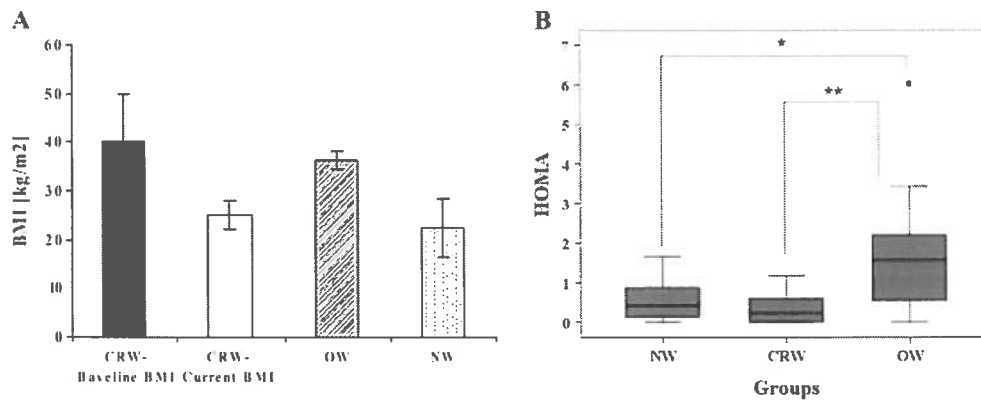 A
60
50
40
30
20
10
0
BMI [kg/m2]
CRW-
Baseline BMI
CRW-
Current BMI
OW
NW
B
7
6
5
4
3
2
1
0
HOMA
*
**
NW
CRW
OW
Groups